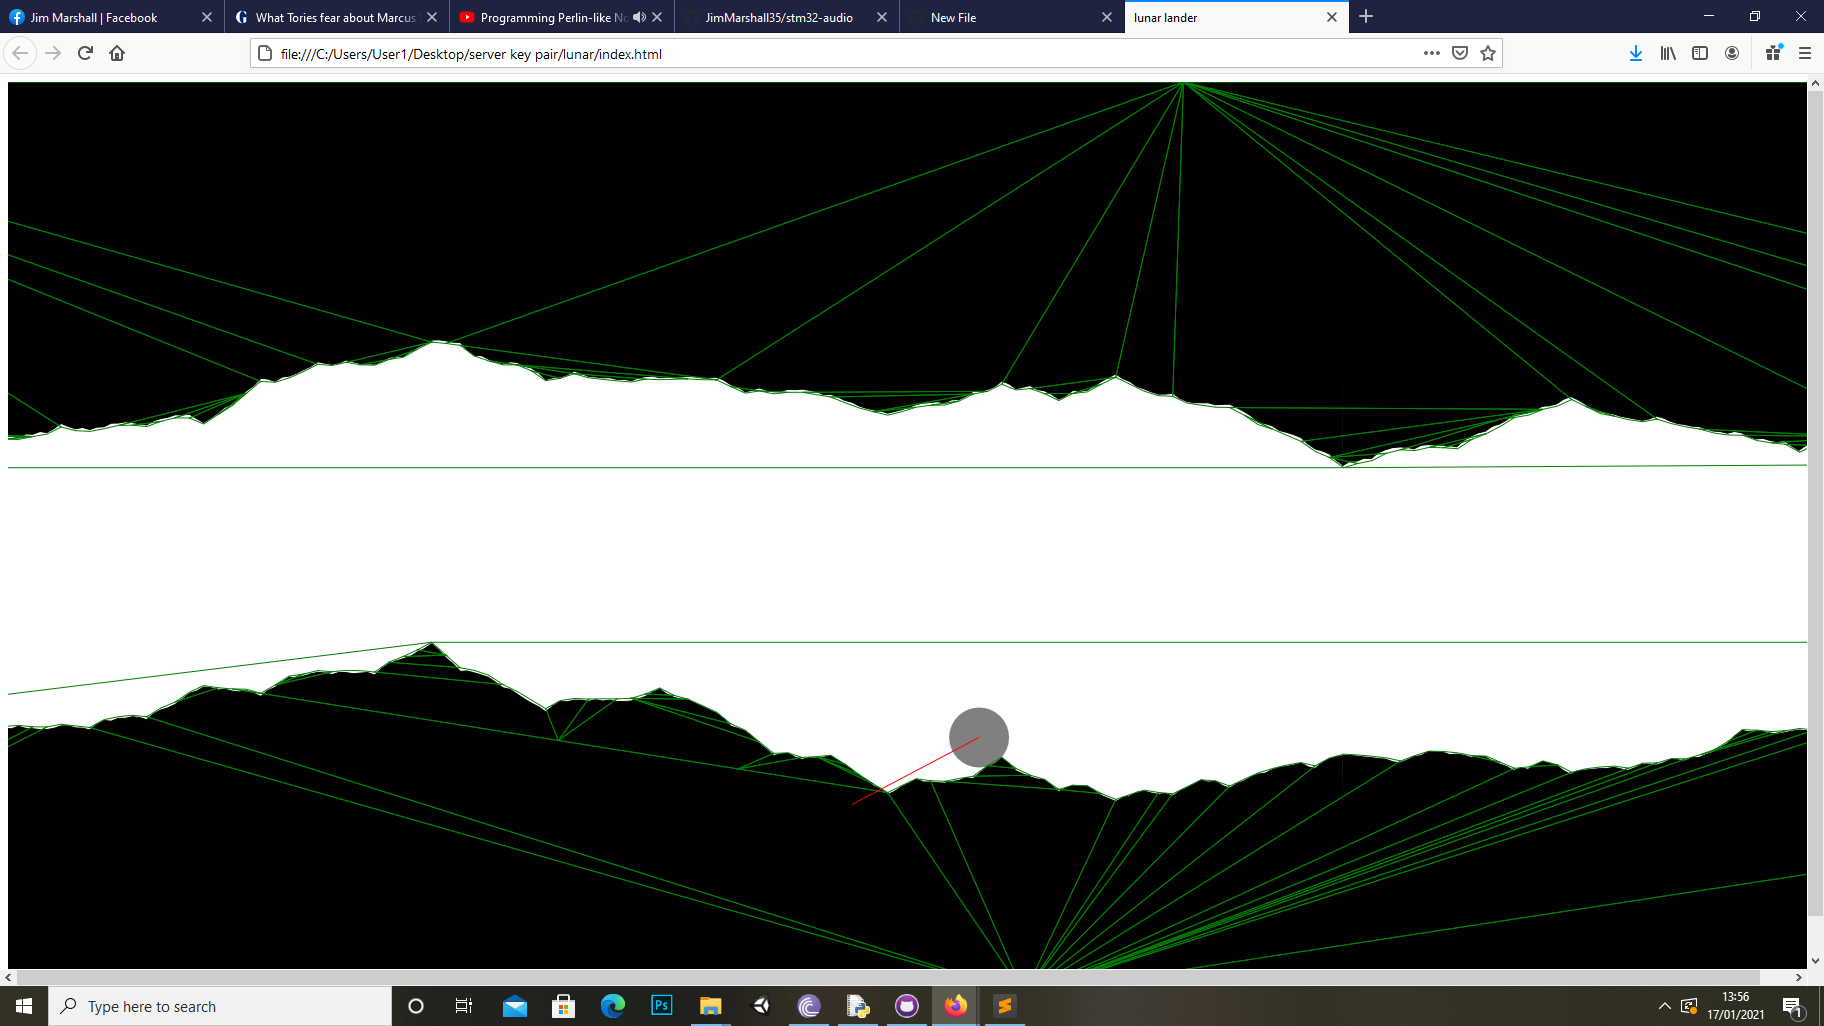 Jim Marshall | Facebook
What Tories fear about Marcus
Programming Perlin-like No
JimMarshall35/stm32-audio
New File
lunar lander
file:///C:/Users/User1/Desktop/server key pair/lunar/index.html
Type here to search
Ps
13:56
17/01/2021
1